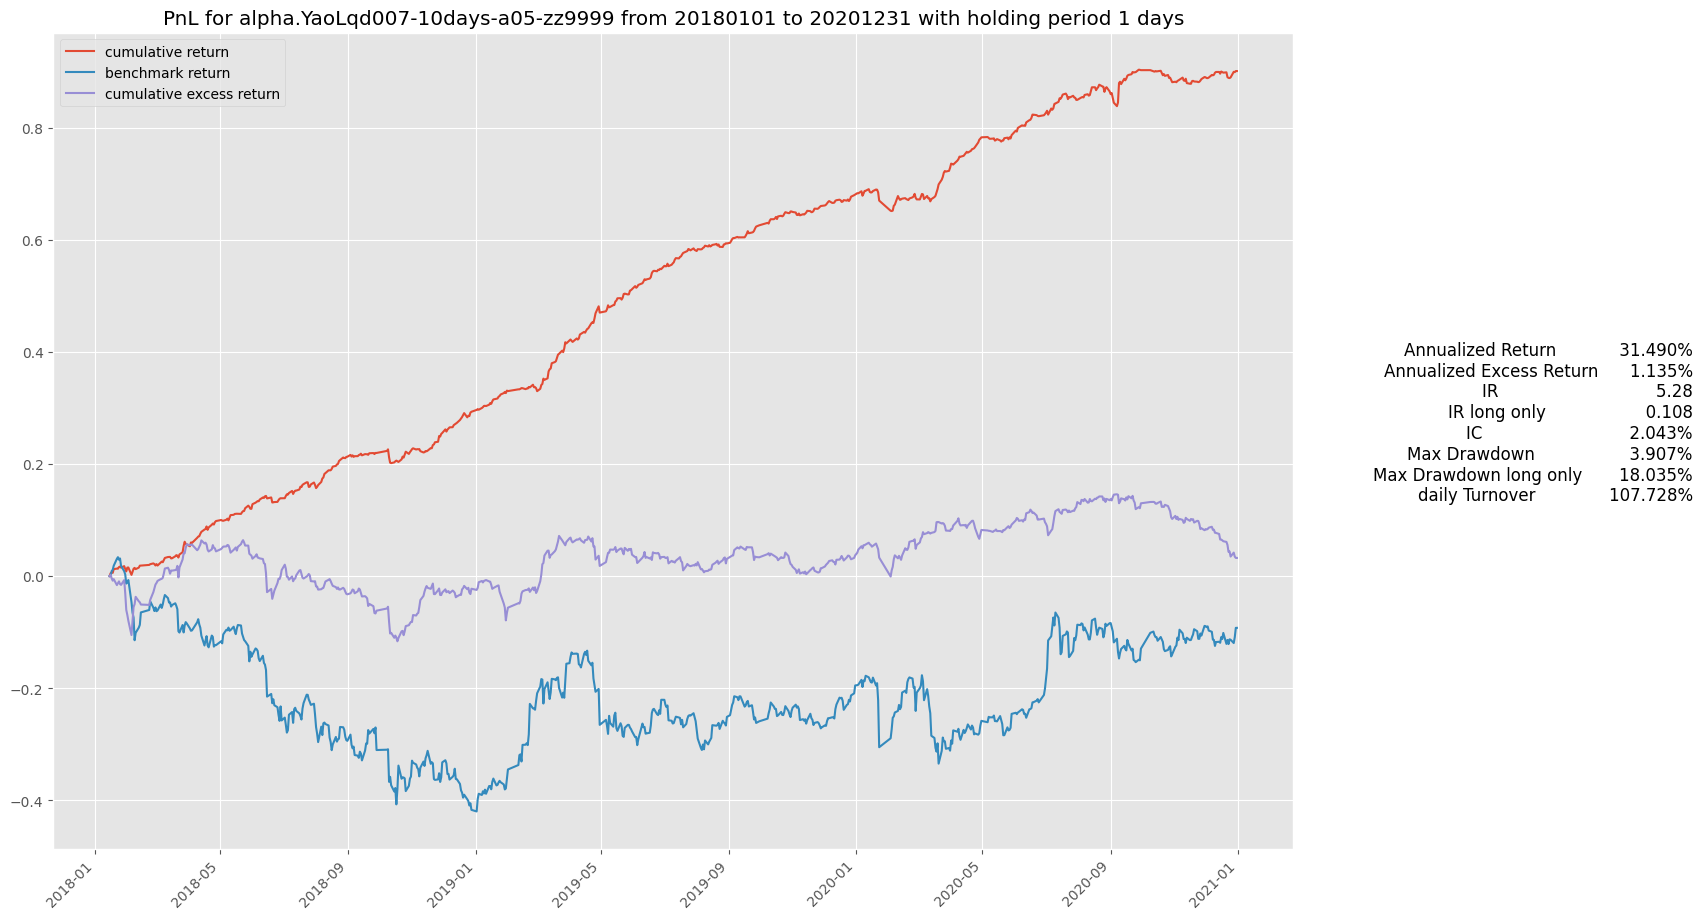 PnL for alpha.YaoLqd007-10days-a05-zz9999 from 20180101 to 20201231 with holding period 1 days
cumulative return
benchmark return
cumulative excess return
0.8
0.6
0.4
0.2
0.0
−0.2
−0.4
2018-01
2018-05
2018-09
2019-01
2019-05
2019-09
2020-01
2020-05
2020-09
2021-01
Annualized Return 31.490%
Annualized Excess Return 1.135%
IR 5.28
IR long only 0.108
IC 2.043%
Max Drawdown 3.907%
Max Drawdown long only 18.035%
daily Turnover 107.728%